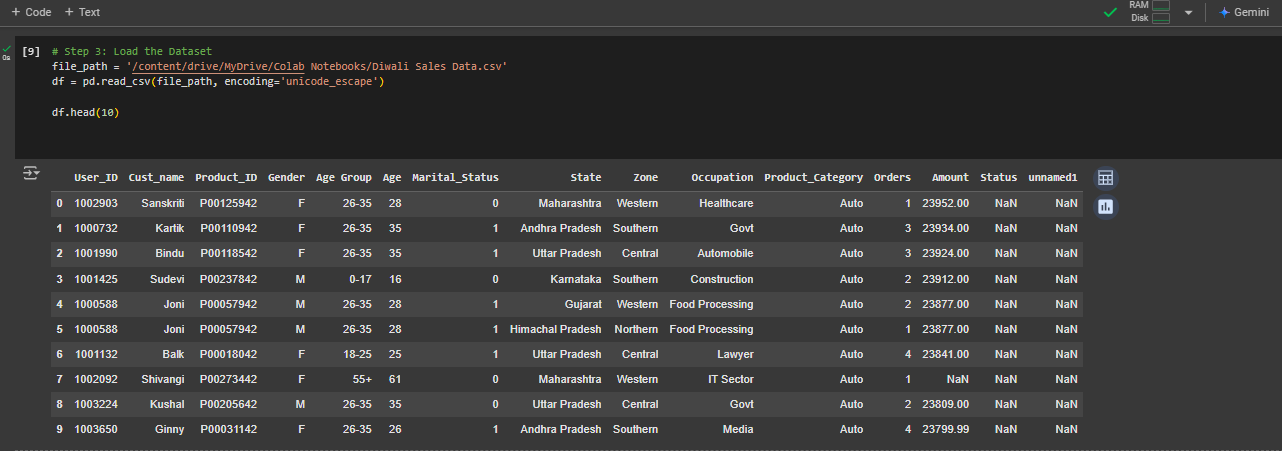 + Code + Text RAM Disk Gemini
[9] # Step 3: Load the Dataset
0s file_path = '/content/drive/MyDrive/Colab Notebooks/Diwali Sales Data.csv'
df = pd.read_csv(file_path, encoding='unicode_escape')
df.head(10)
User_ID Cust_name Product_ID Gender Age Group Age Marital_Status State Zone Occupation Product_Category Orders Amount Status unnamed1
0 1002903 Sanskriti P00125942 F 26-35 28 0 Maharashtra Western Healthcare Auto 1 23952.00 NaN NaN
1 1000732 Kartik P00110942 F 26-35 35 1 Andhra Pradesh Southern Govt Auto 3 23934.00 NaN NaN
2 1001990 Bindu P00118542 F 26-35 35 1 Uttar Pradesh Central Automobile Auto 3 23924.00 NaN NaN
3 1001425 Sudevi P00237842 M 0-17 16 0 Karnataka Southern Construction Auto 2 23912.00 NaN NaN
4 1000588 Joni P00057942 M 26-35 28 1 Gujarat Western Food Processing Auto 2 23877.00 NaN NaN
5 1000588 Joni P00057942 M 26-35 28 1 Himachal Pradesh Northern Food Processing Auto 1 23877.00 NaN NaN
6 1001132 Balk P00018042 F 18-25 25 1 Uttar Pradesh Central Lawyer Auto 4 23841.00 NaN NaN
7 1002092 Shivangi P00273442 F 55+ 61 0 Maharashtra Western IT Sector Auto 1 NaN NaN NaN
8 1003224 Kushal P00205642 M 26-35 35 0 Uttar Pradesh Central Govt Auto 2 23809.00 NaN NaN
9 1003650 Ginny P00031142 F 26-35 26 1 Andhra Pradesh Southern Media Auto 4 23799.99 NaN NaN